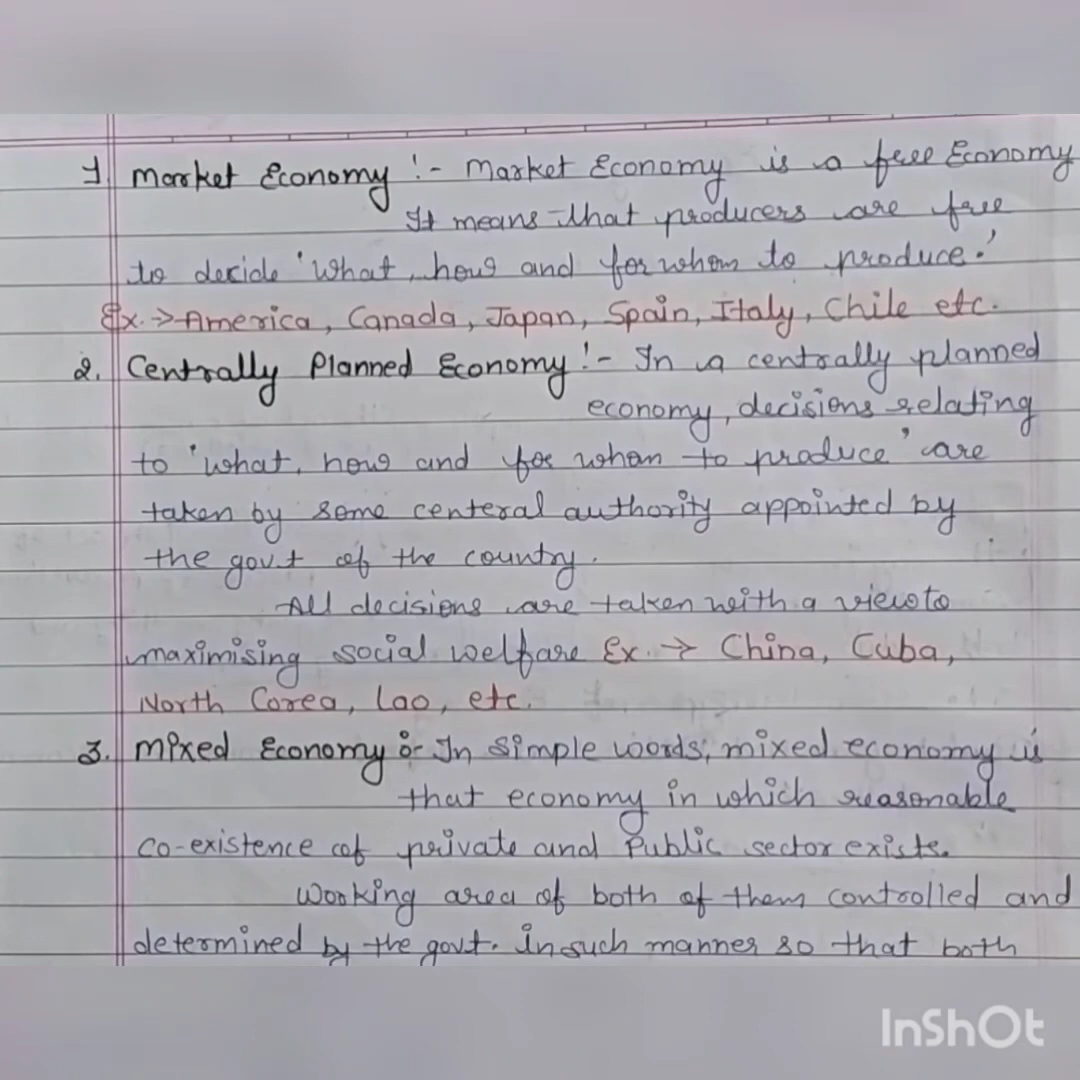 1. Market Economy :- Market Economy is a free Economy
It means that producers are free
to decide 'what, how and for whom to produce.'
Ex. → America, Canada, Japan, Spain, Italy, Chile etc.
2. Centrally Planned Economy :- In a centrally planned
economy, decisions relating
to 'what, how and for whom to produce' are
taken by some centeral authority appointed by
the gov.t of the country.
All decisions are taken with a view to
maximising social welfare Ex. → China, Cuba,
North Corea, Lao, etc.
3. Mixed Economy :- In simple words, mixed economy is
that economy in which reasonable
co-existence of private and Public sector exists.
Working area of both of them controlled and
determined by the govt. in such manner so that both
InShOt